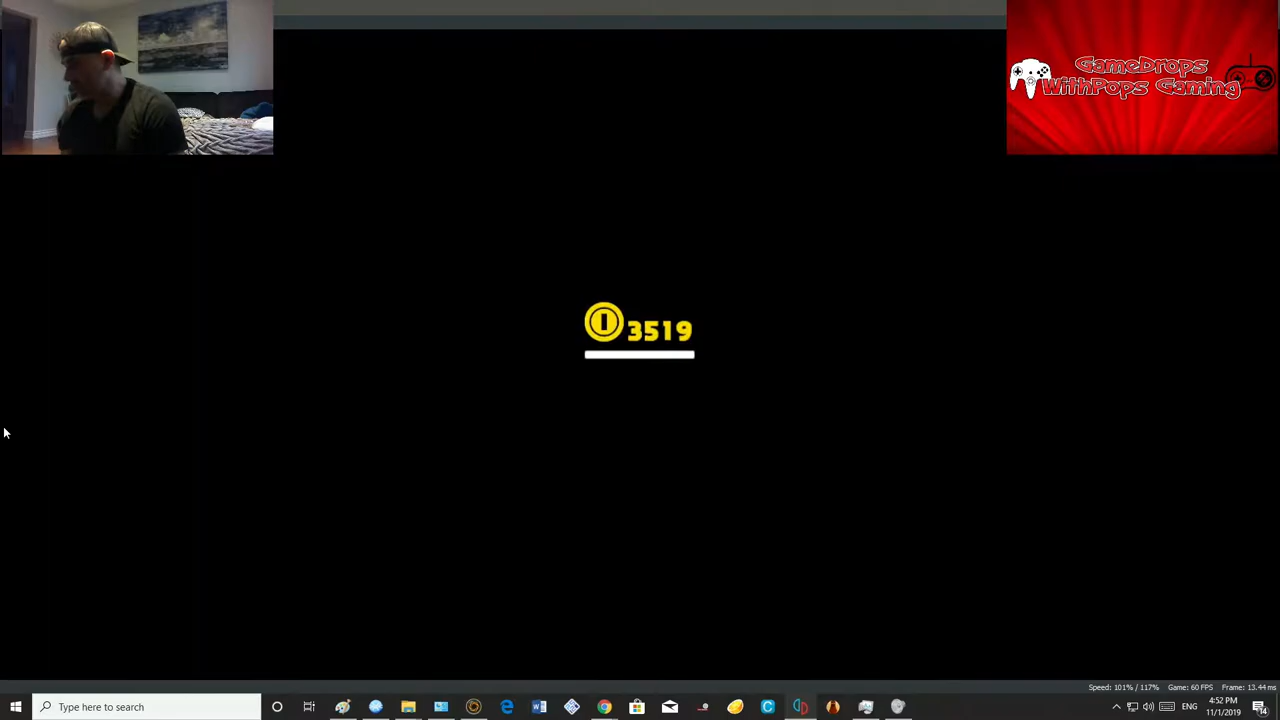 GameDrops
WithPops Gaming
3519
Speed: 101% / 117% Game: 60 FPS Frame: 13.44 ms
Type here to search
ENG
4:52 PM
11/1/2019
14